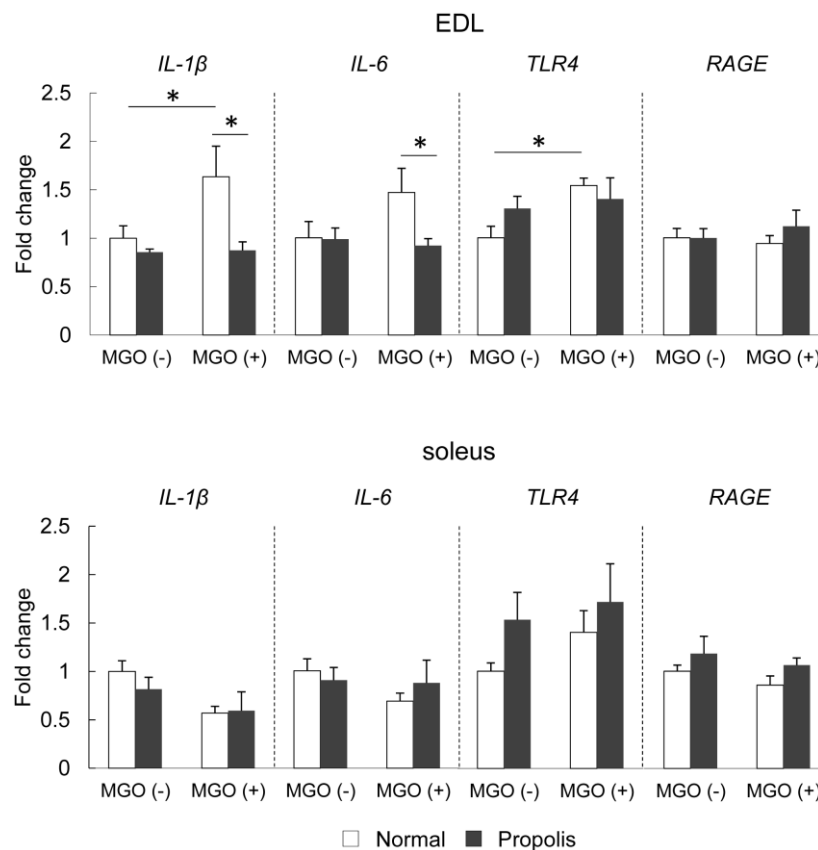 EDL
IL-1β IL-6 TLR4 RAGE
* * * *
2.5
2
1.5
1
0.5
0
Fold change
MGO (-) MGO (+) MGO (-) MGO (+) MGO (-) MGO (+) MGO (-) MGO (+)
soleus
IL-1β IL-6 TLR4 RAGE
2.5
2
1.5
1
0.5
0
Fold change
MGO (-) MGO (+) MGO (-) MGO (+) MGO (-) MGO (+) MGO (-) MGO (+)
Normal Propolis